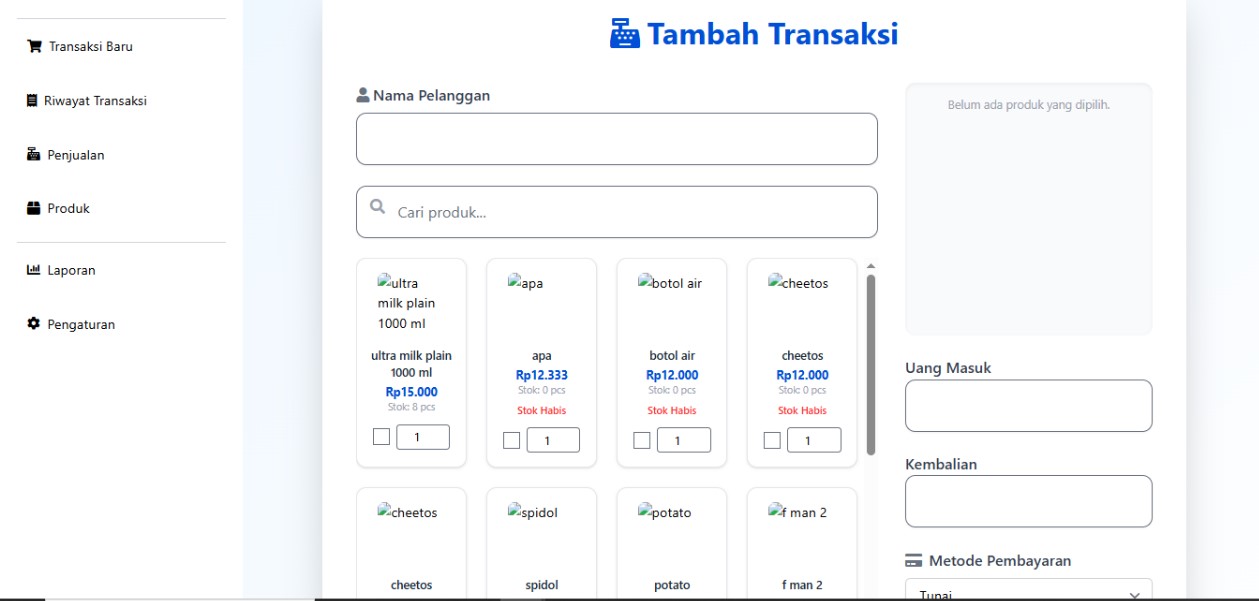 Transaksi Baru
Riwayat Transaksi
Penjualan
Produk
Laporan
Pengaturan
Tambah Transaksi
Nama Pelanggan
Cari produk...
ultra
milk plain
1000 ml
ultra milk plain
1000 ml
Rp15.000
Stok: 8 pcs
1
apa
apa
Rp12.333
Stok: 0 pcs
Stok Habis
1
botol air
botol air
Rp12.000
Stok: 0 pcs
Stok Habis
1
cheetos
cheetos
Rp12.000
Stok: 0 pcs
Stok Habis
1
cheetos
cheetos
spidol
spidol
potato
potato
f man 2
f man 2
Belum ada produk yang dipilih.
Uang Masuk
Kembalian
Metode Pembayaran
Tunai